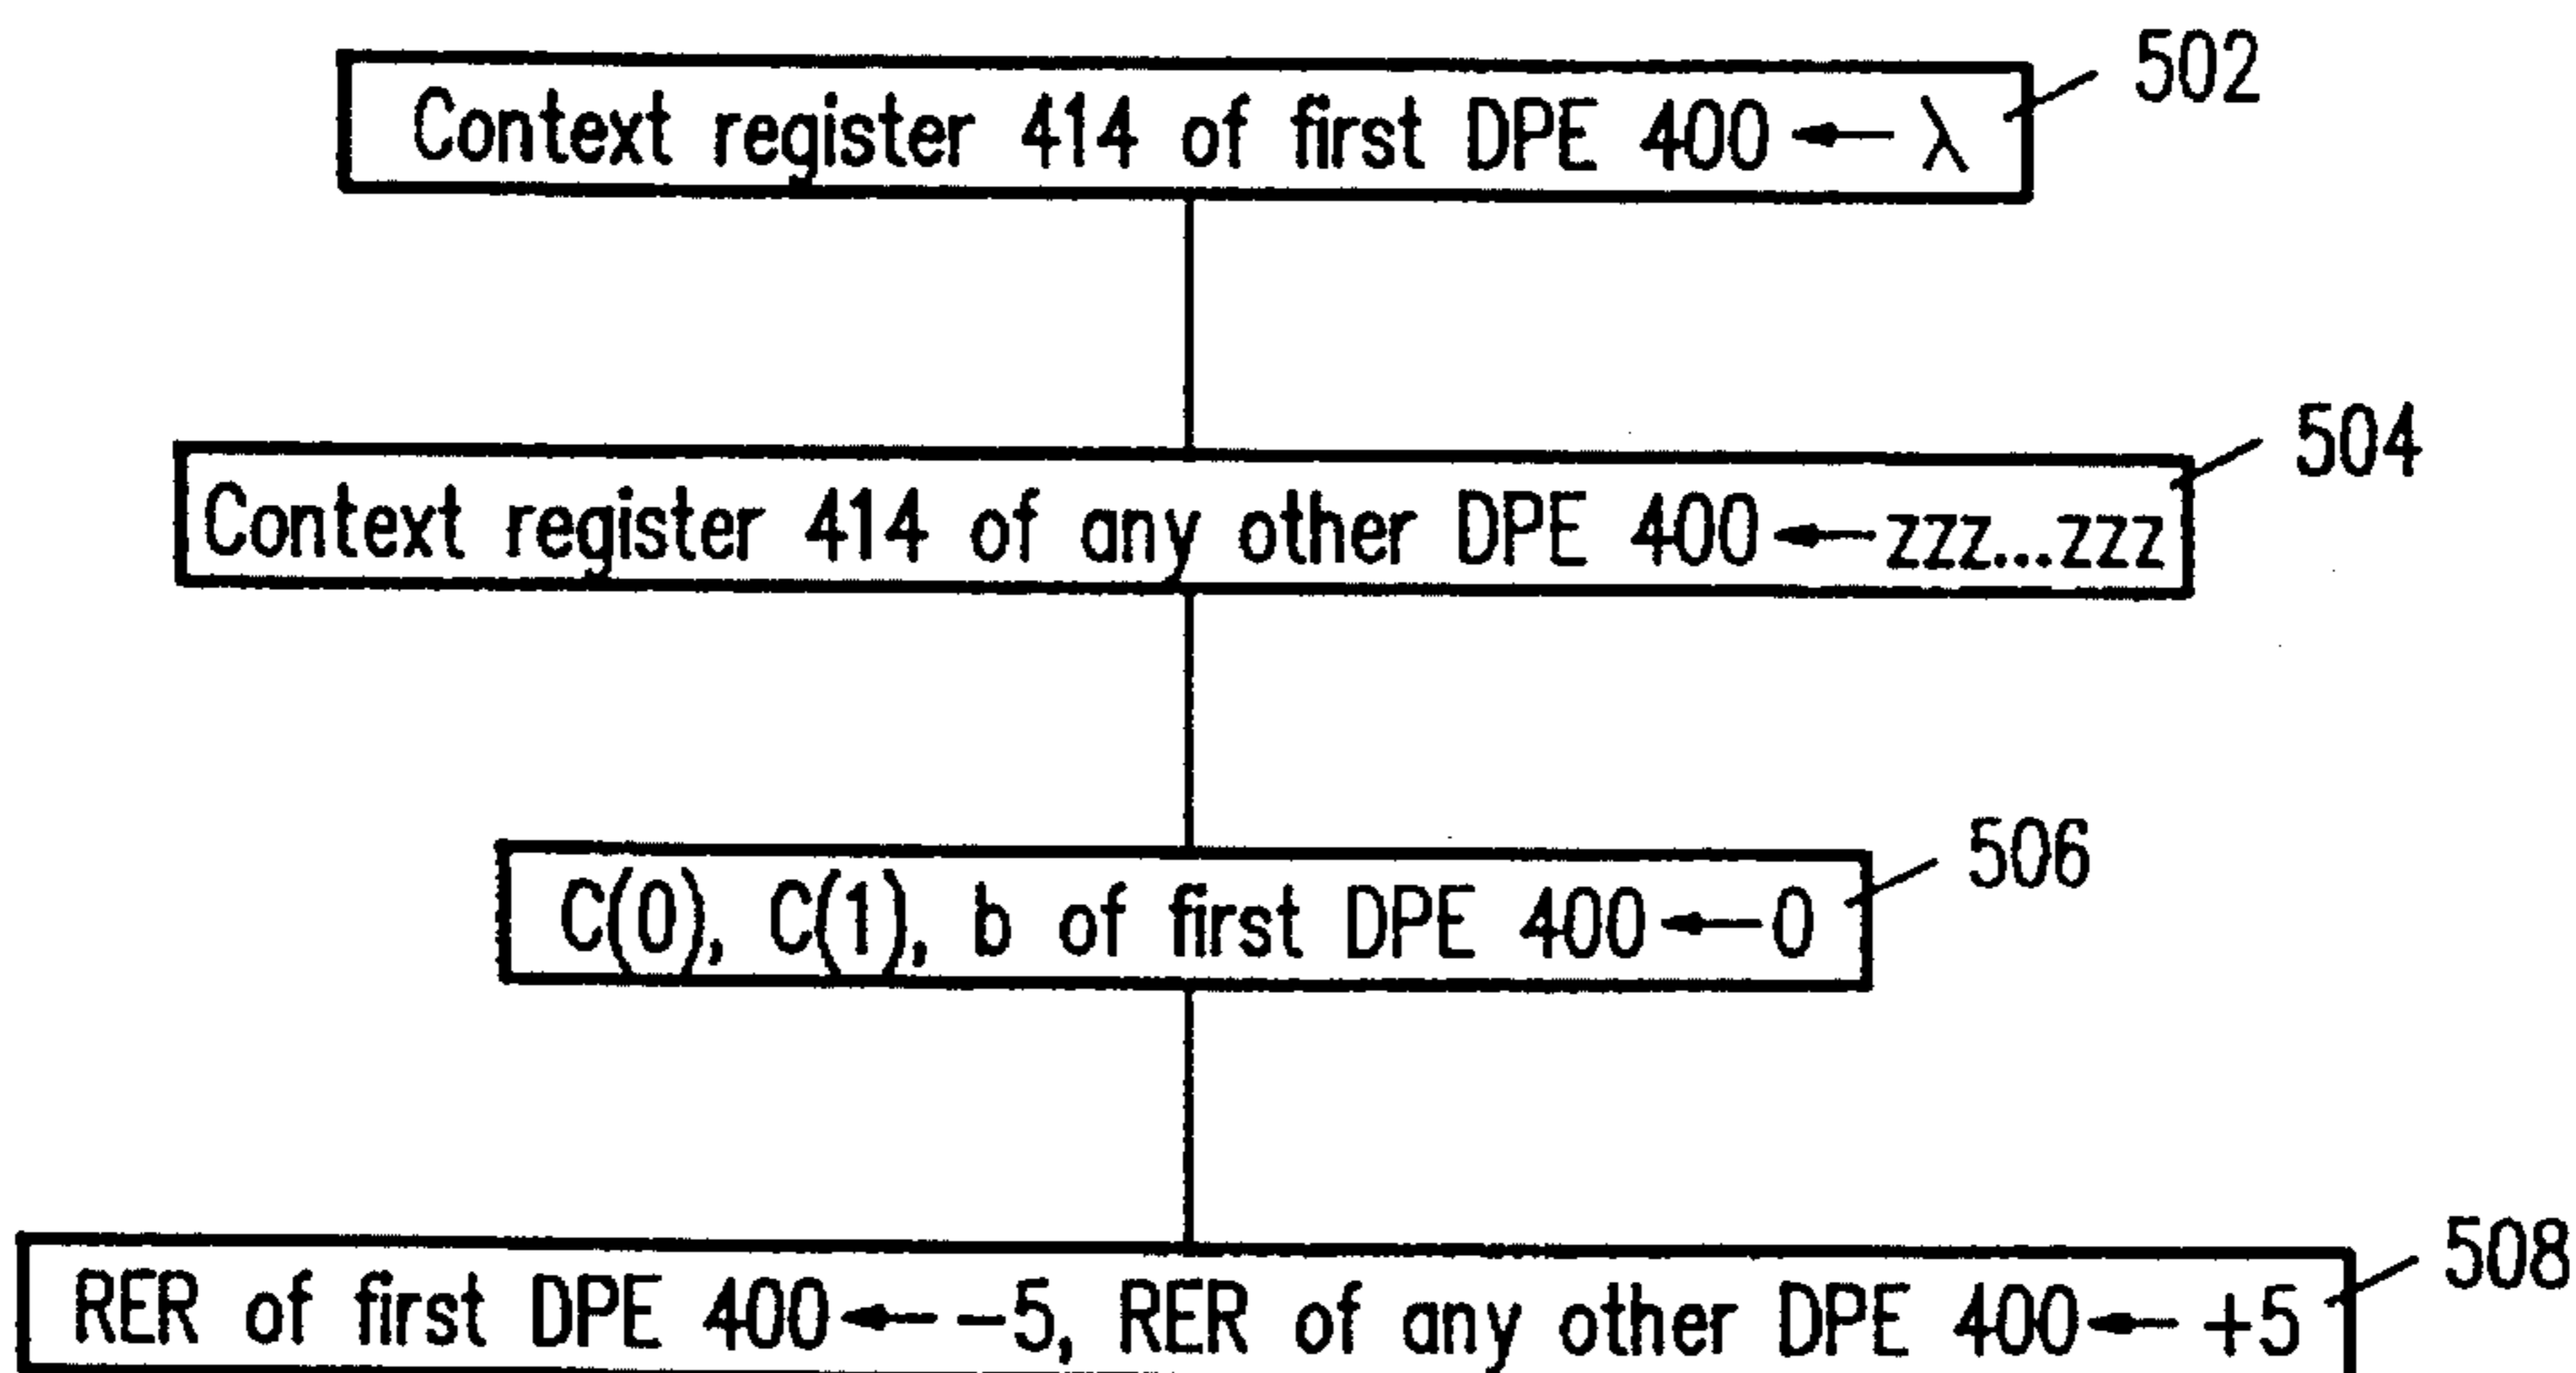 502
Context register 414 of first DPE 400 ← λ
504
Context register 414 of any other DPE 400 ← zzz...zzz
506
C(0), C(1), b of first DPE 400 ← 0
508
RER of first DPE 400 ← -5, RER of any other DPE 400 ← +5